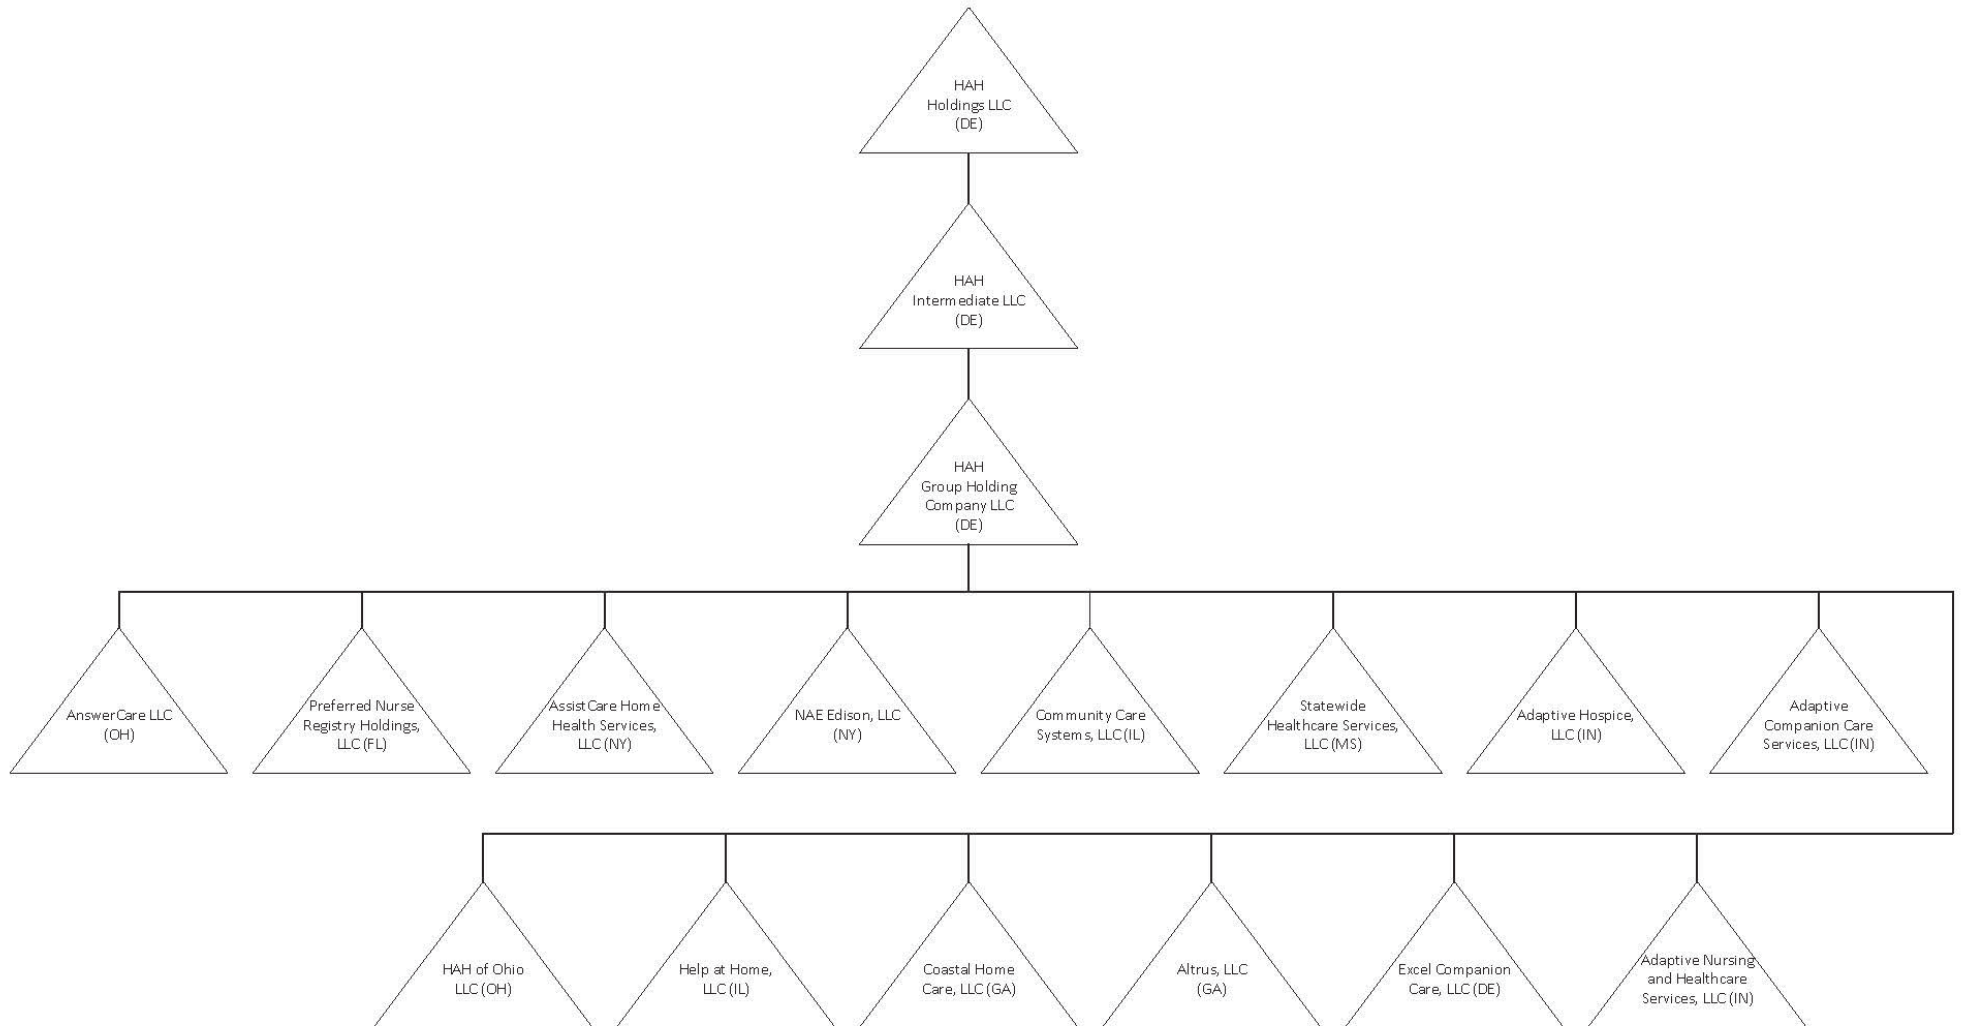 HAH
Holdings LLC
(DE)
HAH
Intermediate LLC
(DE)
HAH
Group Holding
Company LLC
(DE)
AnswerCare LLC
(OH)
Preferred Nurse
Registry Holdings,
LLC (FL)
AssistCare Home
Health Services,
LLC (NY)
NAE Edison, LLC
(NY)
Community Care
Systems, LLC (IL)
Statewide
Healthcare Services,
LLC (MS)
Adaptive Hospice,
LLC (IN)
Adaptive
Companion Care
Services, LLC (IN)
HAH of Ohio
LLC (OH)
Help at Home,
LLC (IL)
Coastal Home
Care, LLC (GA)
Altrus, LLC
(GA)
Excel Companion
Care, LLC (DE)
Adaptive Nursing
and Healthcare
Services, LLC (IN)